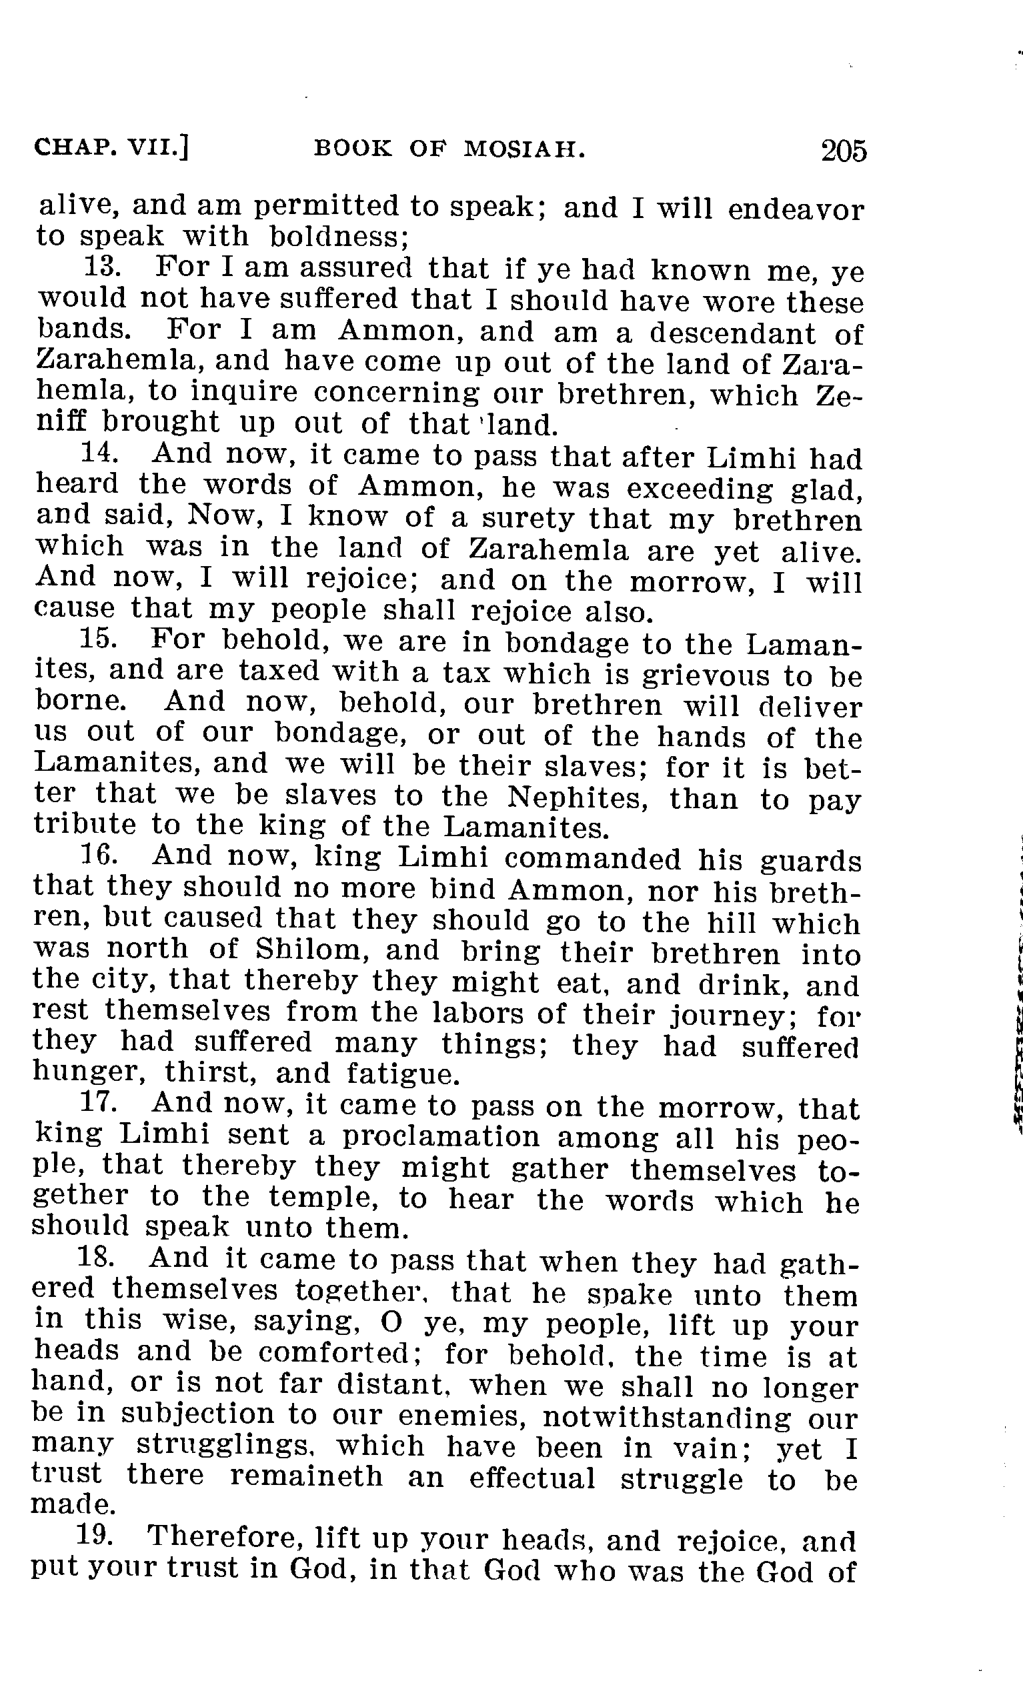 CHAP. VII.] BOOK OF MOSIAH. 205
alive, and am permitted to speak; and I will endeavor
to speak with boldness;
13. For I am assured that if ye had known me, ye
would not have suffered that I should have wore these
bands. For I am Ammon, and am a descendant of
Zarahemla, and have come up out of the land of Zara-
hemla, to inquire concerning our brethren, which Ze-
niff brought up out of that land.
14. And now, it came to pass that after Limhi had
heard the words of Ammon, he was exceeding glad,
and said, Now, I know of a surety that my brethren
which was in the land of Zarahemla are yet alive.
And now, I will rejoice; and on the morrow, I will
cause that my people shall rejoice also.
15. For behold, we are in bondage to the Laman-
ites, and are taxed with a tax which is grievous to be
borne. And now, behold, our brethren will deliver
us out of our bondage, or out of the hands of the
Lamanites, and we will be their slaves; for it is bet-
ter that we be slaves to the Nephites, than to pay
tribute to the king of the Lamanites.
16. And now, king Limhi commanded his guards
that they should no more bind Ammon, nor his breth-
ren, but caused that they should go to the hill which
was north of Shilom, and bring their brethren into
the city, that thereby they might eat, and drink, and
rest themselves from the labors of their journey; for
they had suffered many things; they had suffered
hunger, thirst, and fatigue.
17. And now, it came to pass on the morrow, that
king Limhi sent a proclamation among all his peo-
ple, that thereby they might gather themselves to-
gether to the temple, to hear the words which he
should speak unto them.
18. And it came to pass that when they had gath-
ered themselves together, that he spake unto them
in this wise, saying, O ye, my people, lift up your
heads and be comforted; for behold, the time is at
hand, or is not far distant, when we shall no longer
be in subjection to our enemies, notwithstanding our
many strugglings, which have been in vain; yet I
trust there remaineth an effectual struggle to be
made.
19. Therefore, lift up your heads, and rejoice, and
put your trust in God, in that God who was the God of